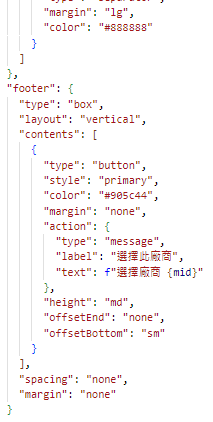 "margin": "lg",
"color": "#888888"
}
]
},
"footer": {
"type": "box",
"layout": "vertical",
"contents": [
{
"type": "button",
"style": "primary",
"color": "#905c44",
"margin": "none",
"action": {
"type": "message",
"label": "選擇此廠商",
"text": f"選擇廠商 {mid}"
},
"height": "md",
"offsetEnd": "none",
"offsetBottom": "sm"
}
],
"spacing": "none",
"margin": "none"
}